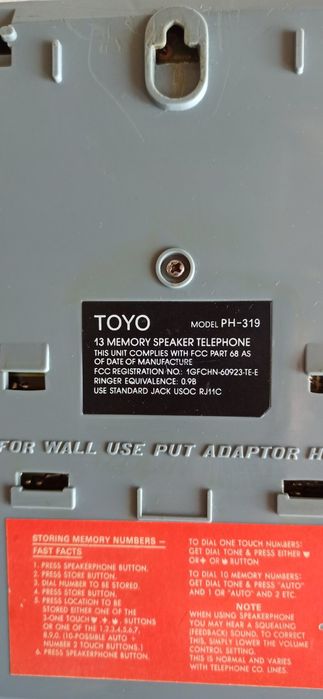 TOYO MODEL PH-319
13 MEMORY SPEAKER TELEPHONE
THIS UNIT COMPLIES WITH FCC PART 68 AS
OF DATE OF MANUFACTURE
FCC REGISTRATION NO.: 1GFCHN-60923-TE-E
RINGER EQUIVALENCE: 0.9B
USE STANDARD JACK USOC RJ11C
FOR WALL USE PUT ADAPTOR H
STORING MEMORY NUMBERS –
FAST FACTS
1. PRESS SPEAKERPHONE BUTTON.
2. PRESS STORE BUTTON.
3. DIAL NUMBER TO BE STORED.
4. PRESS STORE BUTTON.
5. PRESS LOCATION TO BE
STORED EITHER ONE OF THE
3-ONE TOUCH BUTTONS
OR ONE OF THE 1,2,3,4,5,6,7,
8,9,0. (10-POSSIBLE AUTO +
NUMBER 2 TOUCH BUTTONS.)
6. PRESS SPEAKERPHONE BUTTON.
TO DIAL ONE TOUCH NUMBERS:
GET DIAL TONE & PRESS EITHER
OR OR BUTTON
TO DIAL 10 MEMORY NUMBERS:
GET DIAL TONE & PRESS "AUTO"
AND 1 OR "AUTO" AND 2 ETC.
NOTE
WHEN USING SPEAKERPHONE
YOU MAY HEAR A SQUEALING
(FEEDBACK) SOUND. TO CORRECT
THIS, SIMPLY LOWER THE VOLUME
CONTROL SETTING.
THIS IS NORMAL AND VARIES
WITH TELEPHONE CO. LINES.